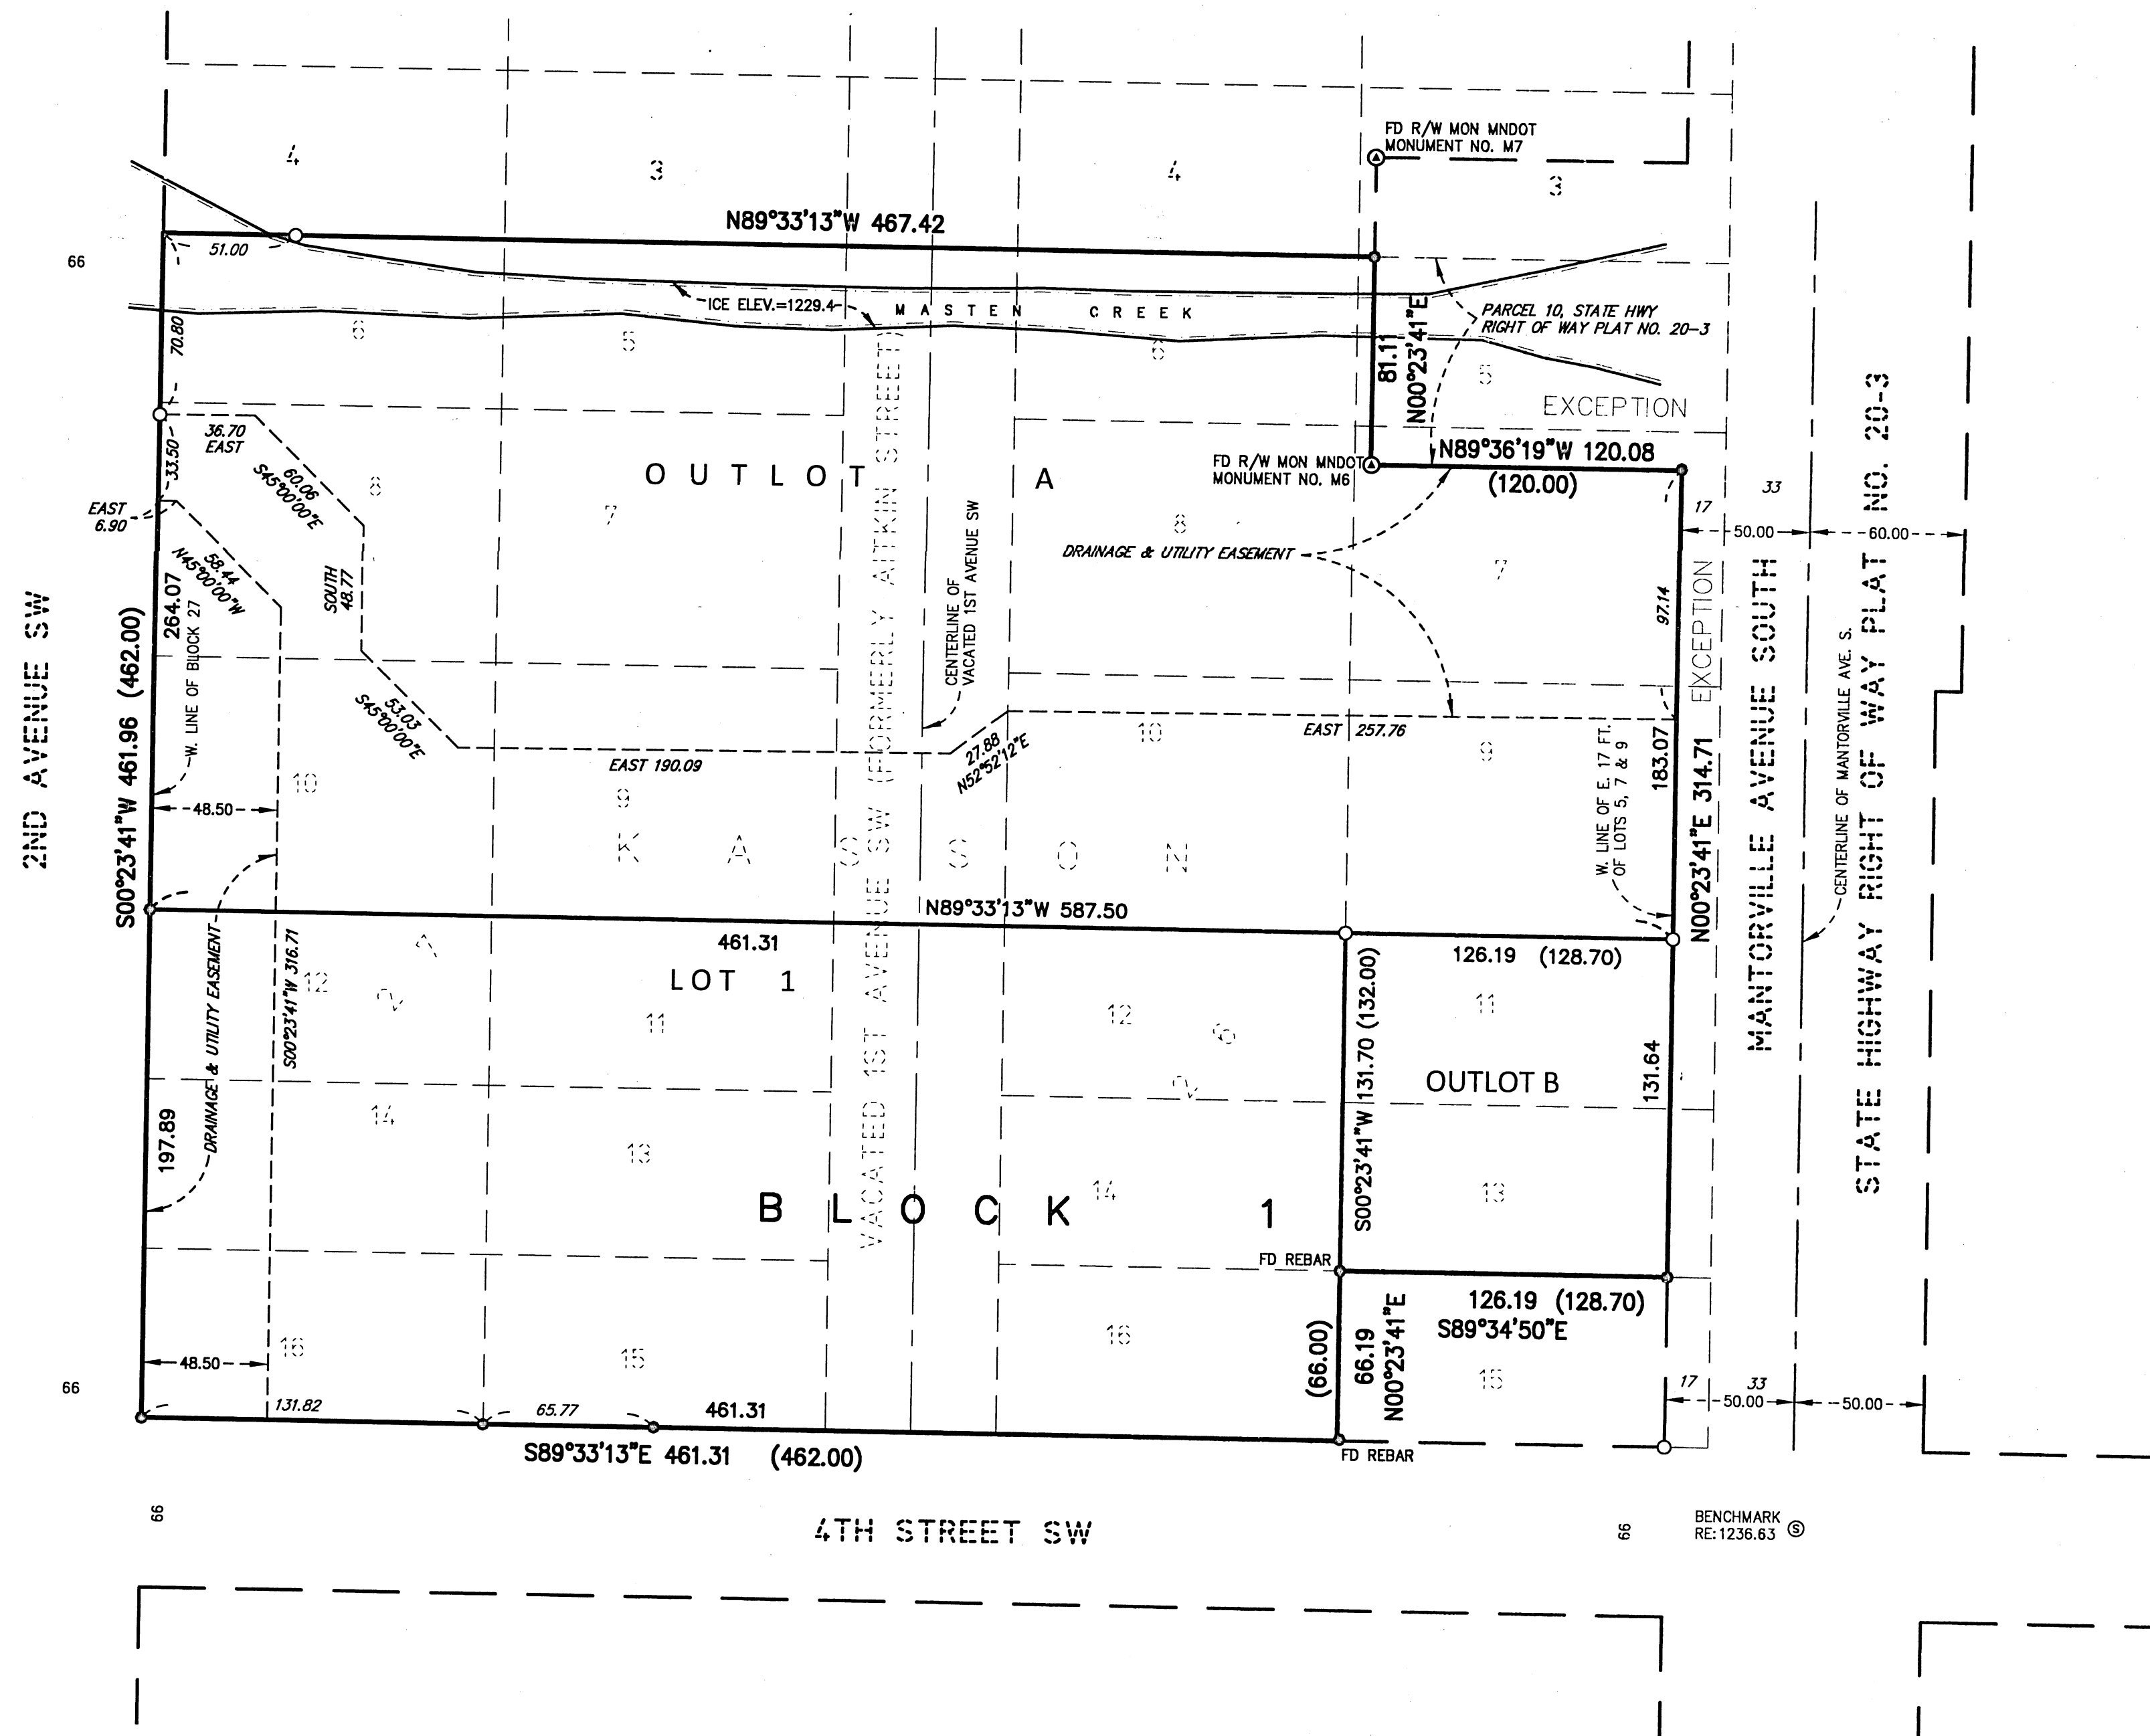 4
3
4
FD R/W MON MNDOT
MONUMENT NO. M7
3
N89°33'13"W 467.42
51.00
66
ICE ELEV.=1229.4
MASTEN CREEK
PARCEL 10, STATE HWY
RIGHT OF WAY PLAT NO. 20-3
70.80
6
5
6
5
81.11
N00°23'41"E
EXCEPTION
36.70
EAST
33.50
60.06
S45°00'00"E
8
OUTLOT A
FD R/W MON MNDOT
MONUMENT NO. M6
N89°36'19"W 120.08
(120.00)
EAST
6.90
58.44
N45°00'00"W
7
8
7
17
33
50.00
60.00
SOUTH
48.77
DRAINAGE & UTILITY EASEMENT
CENTERLINE OF
VACATED 1ST AVENUE SW
97.14
EXCEPTION
2ND AVENUE SW
S00°23'41"W 461.96 (462.00)
264.07
W. LINE OF BLOCK 27
53.03
S45°00'00"E
EAST 190.09
27.88
N52°52'12"E
10
EAST 257.76
9
10
9
48.50
W. LINE OF E. 17 FT.
OF LOTS 5, 7 & 9
183.07
N00°23'41"E 314.71
MANTORVILLE AVENUE SOUTH
CENTERLINE OF MANTORVILLE AVE. S.
STATE HIGHWAY RIGHT OF WAY PLAT NO. 20-3
KASSON
VACATED 1ST AVENUE SW (FORMERLY AITKIN STREET)
N89°33'13"W 587.50
461.31
126.19 (128.70)
LOT 1
DRAINAGE & UTILITY EASEMENT
S00°23'41"W 316.71
12
2
11
12
2
11
S00°23'41"W 131.70 (132.00)
OUTLOT B
131.64
197.89
14
13
14
13
BLOCK 1
FD REBAR
126.19 (128.70)
S89°34'50"E
(66.00)
66.19
N00°23'41"E
48.50
16
15
16
15
17
33
50.00
50.00
66
131.82
65.77
461.31
S89°33'13"E 461.31 (462.00)
FD REBAR
66
4TH STREET SW
66
BENCHMARK
RE:1236.63
S